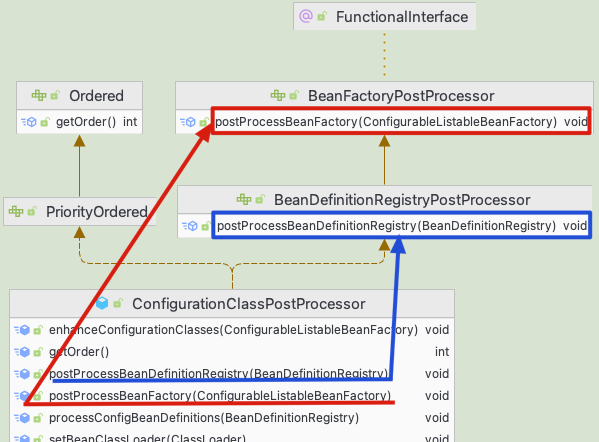 FunctionalInterface
Ordered
getOrder() int
BeanFactoryPostProcessor
postProcessBeanFactory(ConfigurableListableBeanFactory) void
PriorityOrdered
BeanDefinitionRegistryPostProcessor
postProcessBeanDefinitionRegistry(BeanDefinitionRegistry) void
ConfigurationClassPostProcessor
enhanceConfigurationClasses(ConfigurableListableBeanFactory) void
getOrder() int
postProcessBeanDefinitionRegistry(BeanDefinitionRegistry) void
postProcessBeanFactory(ConfigurableListableBeanFactory) void
processConfigBeanDefinitions(BeanDefinitionRegistry) void
setBeanClassLoader(ClassLoader) void